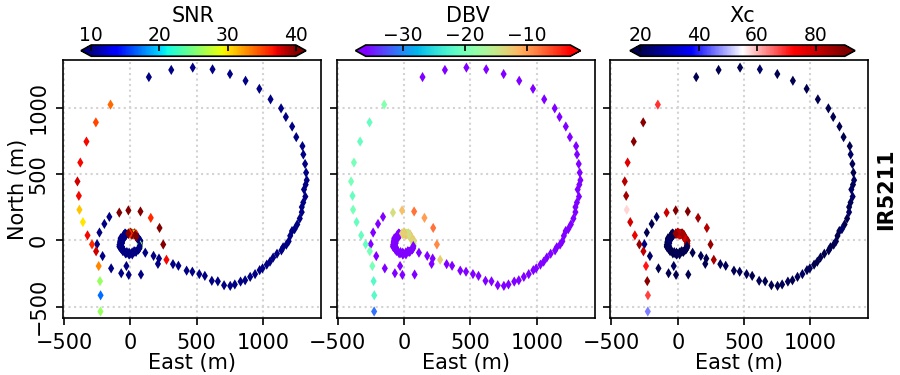 SNR DBV Xc
10 20 30 40 −30 −20 −10 20 40 60 80
North (m)
1000
500
0
−500
−500 0 500 1000 −500 0 500 1000 −500 0 500 1000
East (m) East (m) East (m)
IR5211